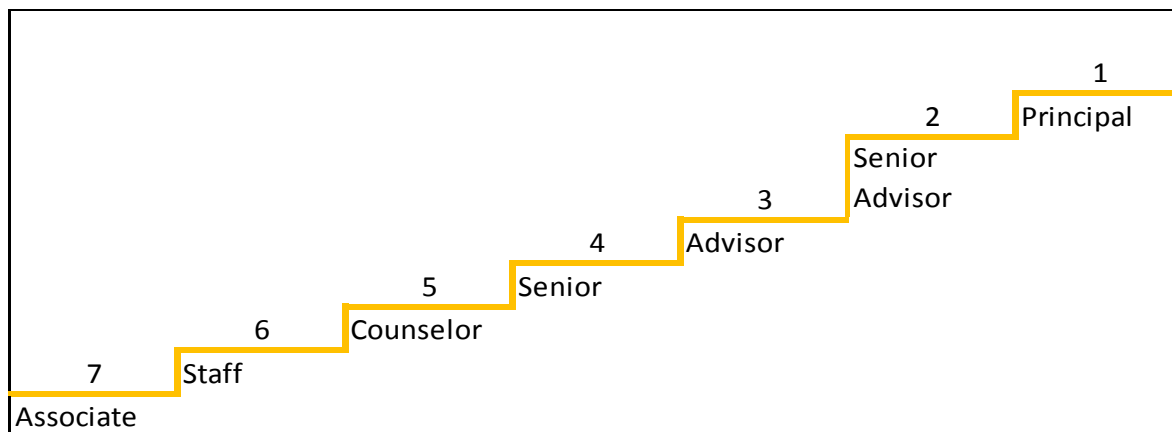 1
Principal
2
Senior
Advisor
3
Advisor
4
Senior
5
Counselor
6
Staff
7
Associate